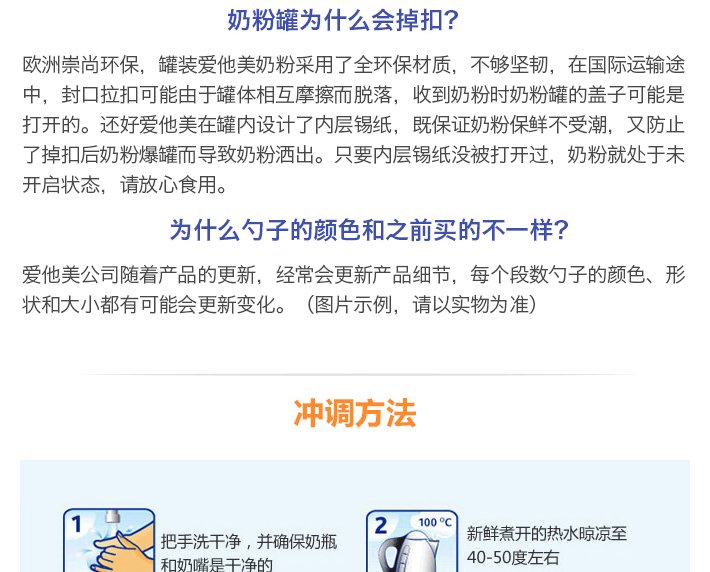 奶粉罐为什么会掉扣?
欧洲崇尚环保，罐装爱他美奶粉采用了全环保材质，不够坚韧，在国际运输途
中，封口拉扣可能由于罐体相互摩擦而脱落，收到奶粉时奶粉罐的盖子可能是
打开的。还好爱他美在罐内设计了内层锡纸，既保证奶粉保鲜不受潮，又防止
了掉扣后奶粉爆罐而导致奶粉洒出。只要内层锡纸没被打开过，奶粉就处于未
开启状态，请放心食用。
为什么勺子的颜色和之前买的不一样?
爱他美公司随着产品的更新，经常会更新产品细节，每个段数勺子的颜色、形
状和大小都有可能会更新变化。（图片示例，请以实物为准）
冲调方法
1
把手洗干净，并确保奶瓶
和奶嘴是干净的
2
100 °C
新鲜煮开的热水晾凉至
40-50度左右